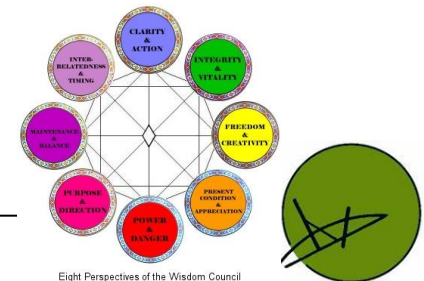 CLARITY
&
ACTION
INTEGRITY
&
VITALITY
FREEDOM
&
CREATIVITY
PRESENT
CONDITION
&
APPRECIATION
POWER
&
DANGER
PURPOSE
&
DIRECTION
MAINTENANCE
&
BALANCE
INTER-
RELATEDNESS
&
TIMING
Eight Perspectives of the Wisdom Council